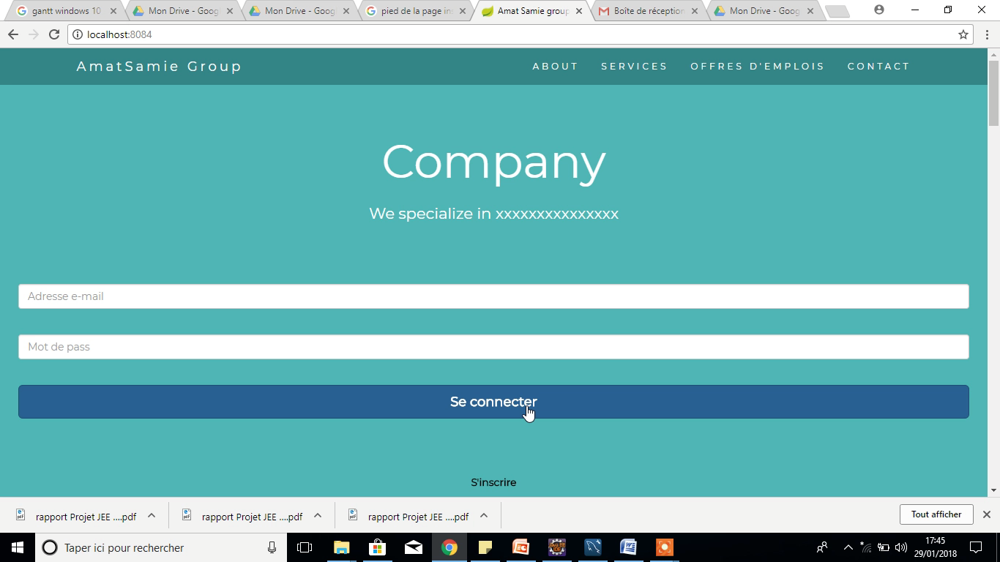 gantt windows 10
Mon Drive - Goog
Mon Drive - Goog
pied de la page ins
Amat Samie group
Boîte de réception
Mon Drive - Goog
localhost:8084
AmatSamie Group
ABOUT
SERVICES
OFFRES D'EMPLOIS
CONTACT
Company
We specialize in xxxxxxxxxxxxxxx
Adresse e-mail
Mot de pass
Se connecter
S'inscrire
rapport Projet JEE ....pdf
rapport Projet JEE ....pdf
rapport Projet JEE ....pdf
Tout afficher
Taper ici pour rechercher
17:45
29/01/2018